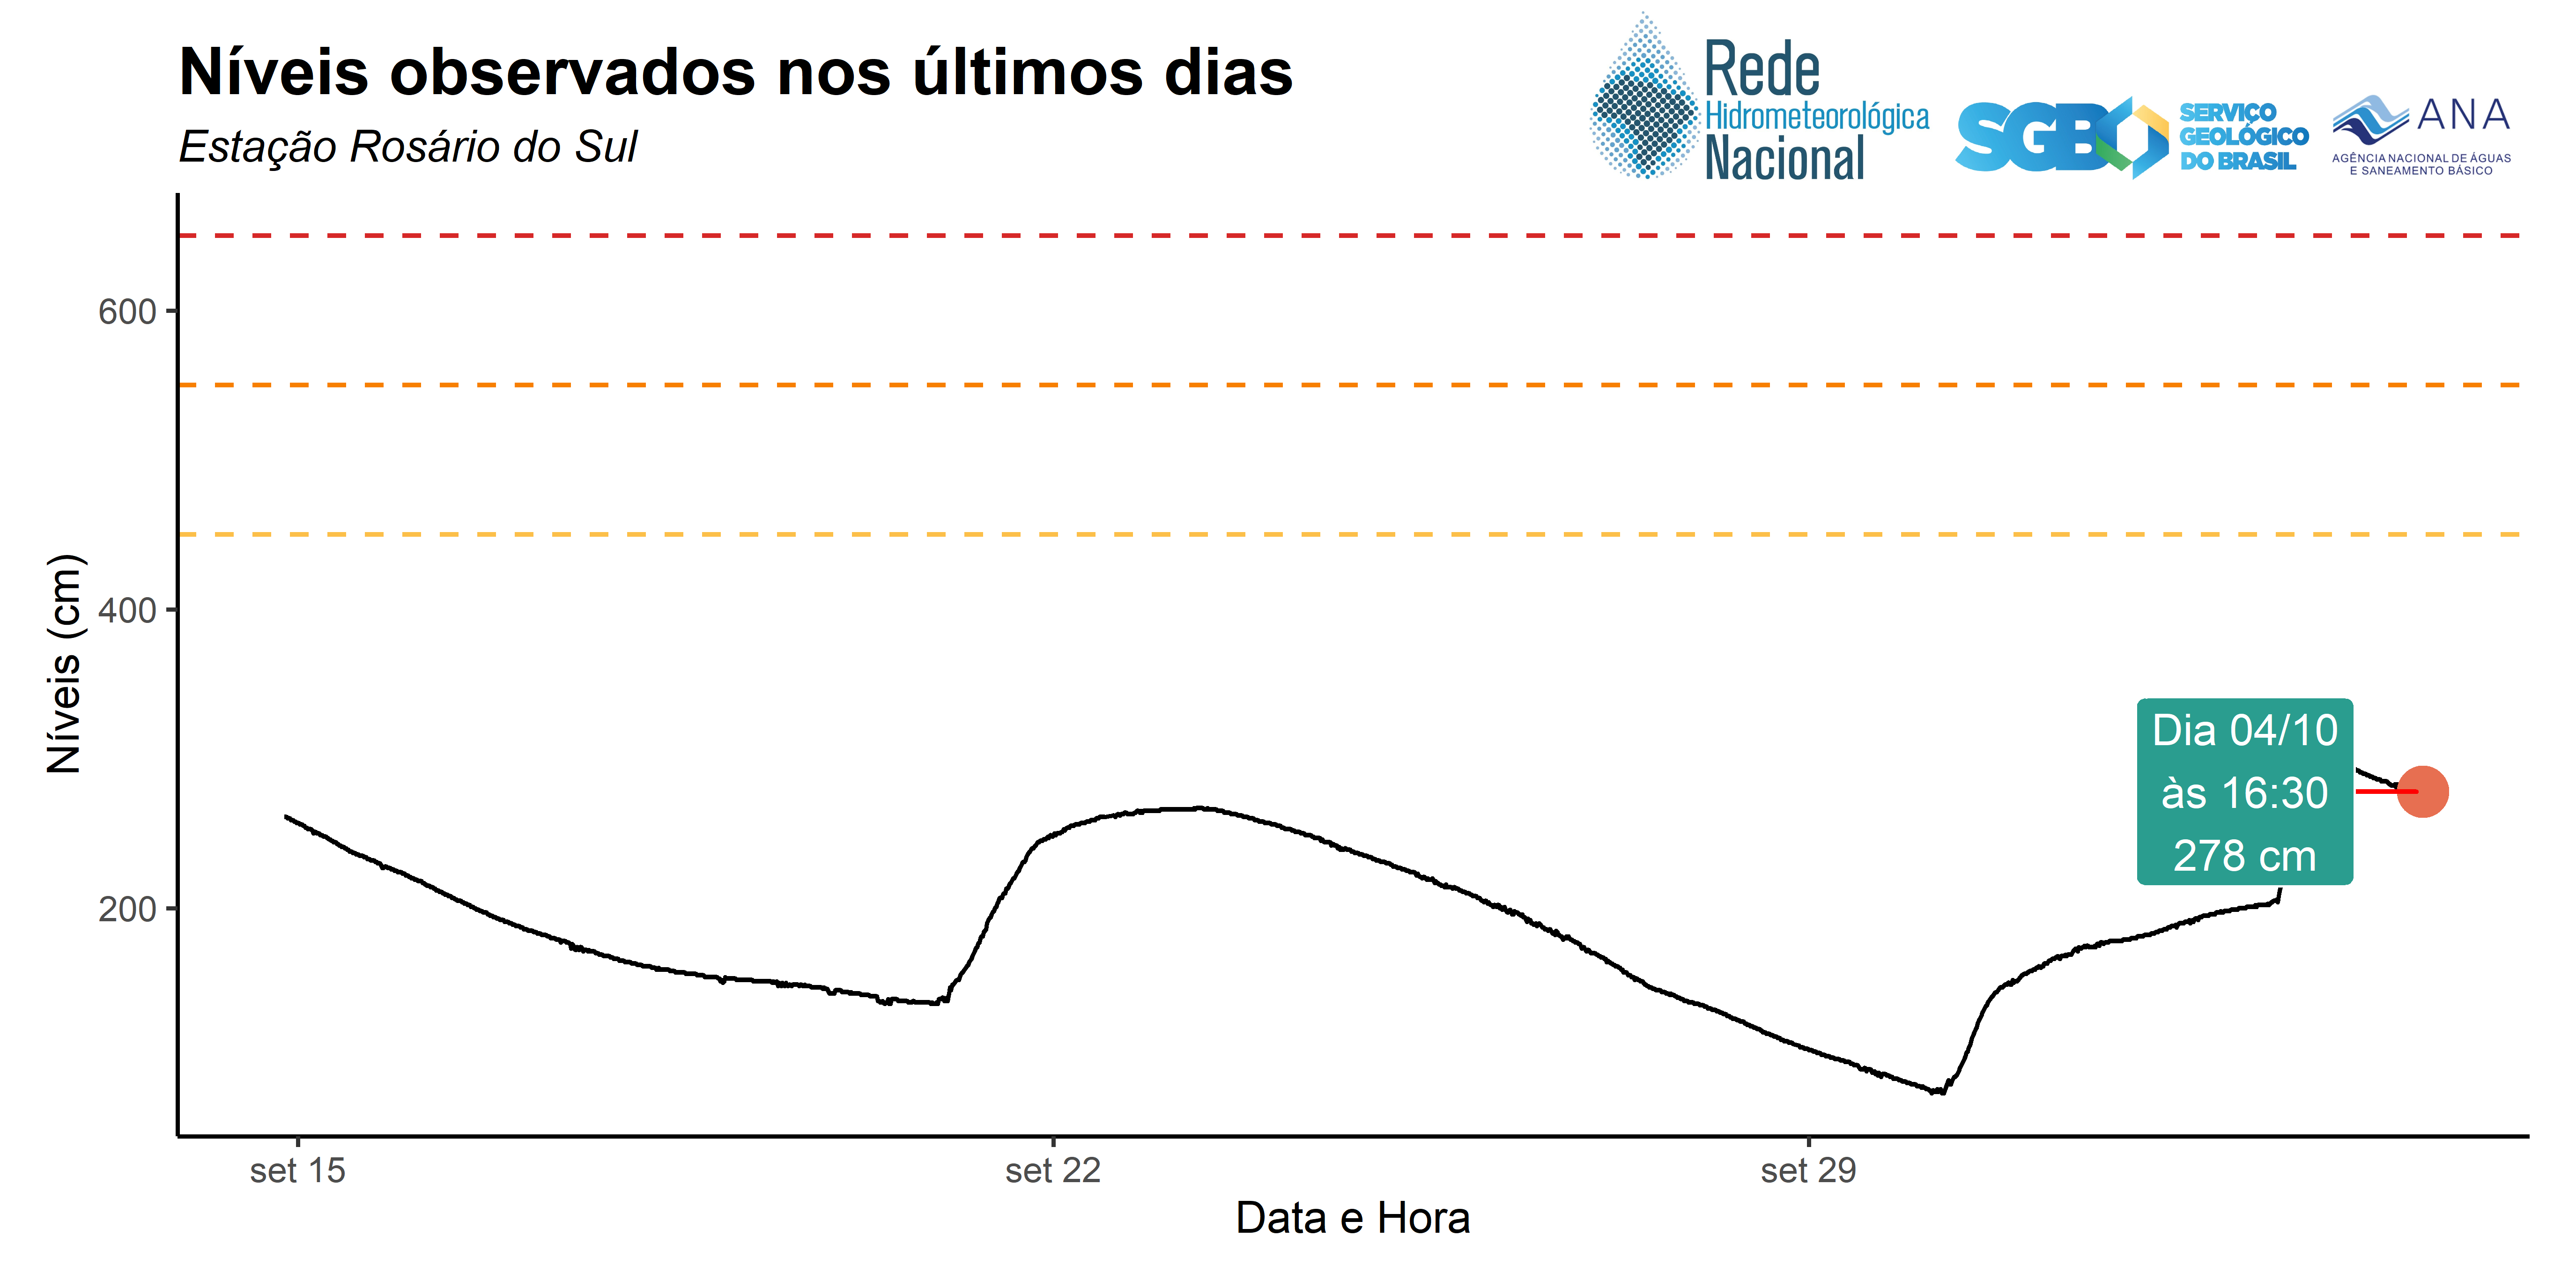 Níveis observados nos últimos dias
Estação Rosário do Sul
Rede
Hidrometeorológica
Nacional
SGB
SERVIÇO
GEOLÓGICO
DO BRASIL
ANA
AGÊNCIA NACIONAL DE ÁGUAS
E SANEAMENTO BÁSICO
Níveis (cm)
600
400
200
Dia 04/10
às 16:30
278 cm
set 15
set 22
set 29
Data e Hora